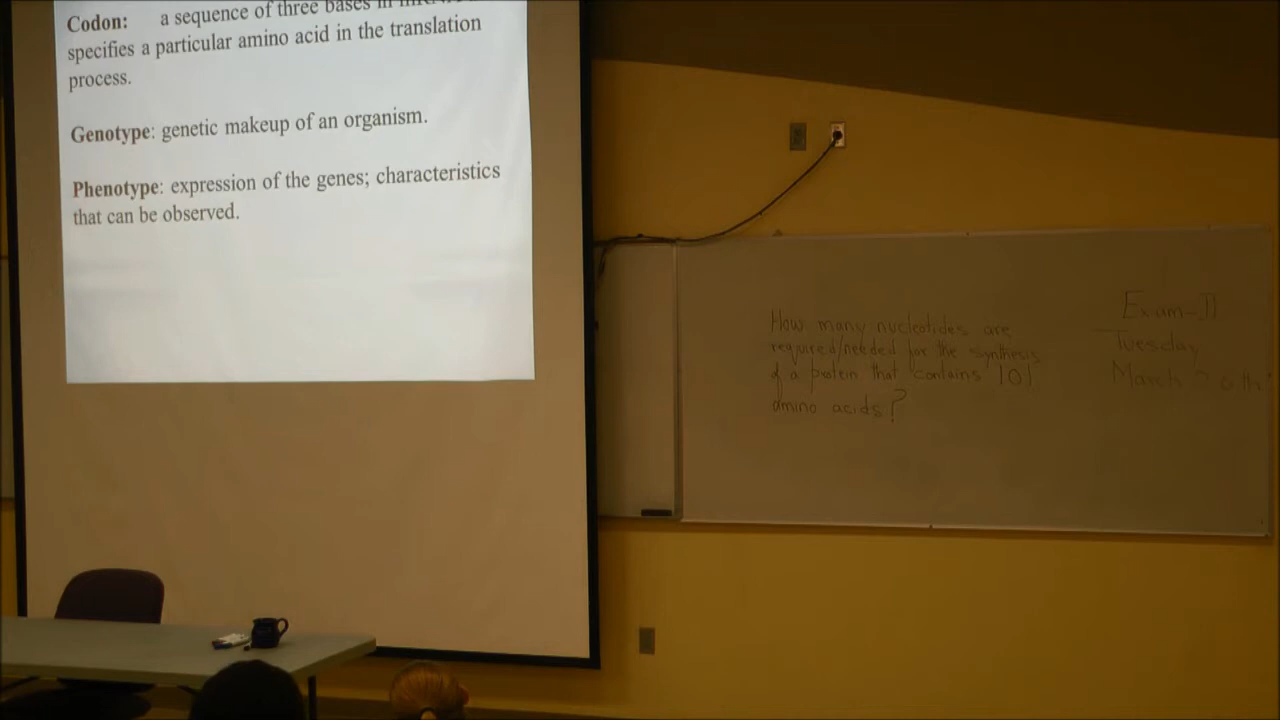 Codon: a sequence of three bases in
specifies a particular amino acid in the translation
process.
Genotype: genetic makeup of an organism.
Phenotype: expression of the genes; characteristics
that can be observed.
How many nucleotides are
required/needed for the synthesis
of a protein that contains 101
amino acids?
Exam-II
Tuesday
March